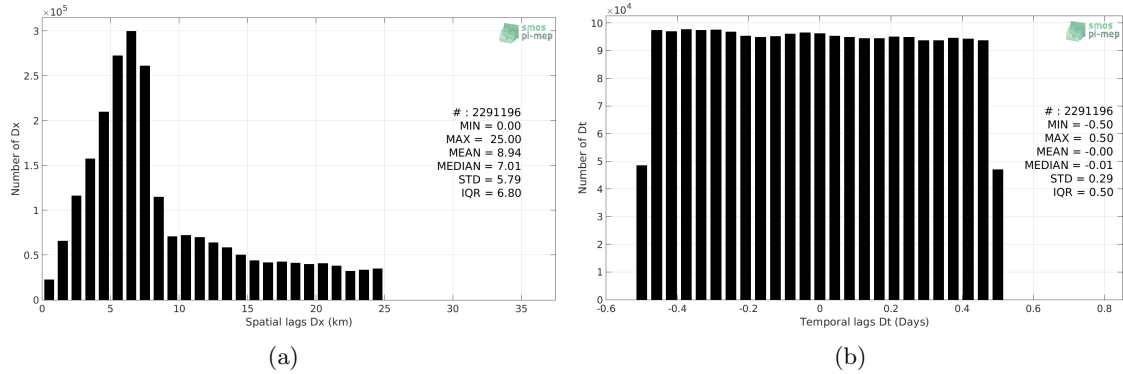 ×10⁵
3
2.5
2
1.5
1
0.5
0
Number of Dx
smos
pi-mep
# : 2291196
MIN = 0.00
MAX = 25.00
MEAN = 8.94
MEDIAN = 7.01
STD = 5.79
IQR = 6.80
0 5 10 15 20 25 30 35
Spatial lags Dx (km)
(a)
×10⁴
10
9
8
7
6
5
4
3
2
1
0
Number of Dt
smos
pi-mep
# : 2291196
MIN = -0.50
MAX = 0.50
MEAN = -0.00
MEDIAN = -0.01
STD = 0.29
IQR = 0.50
-0.6 -0.4 -0.2 0 0.2 0.4 0.6 0.8
Temporal lags Dt (Days)
(b)